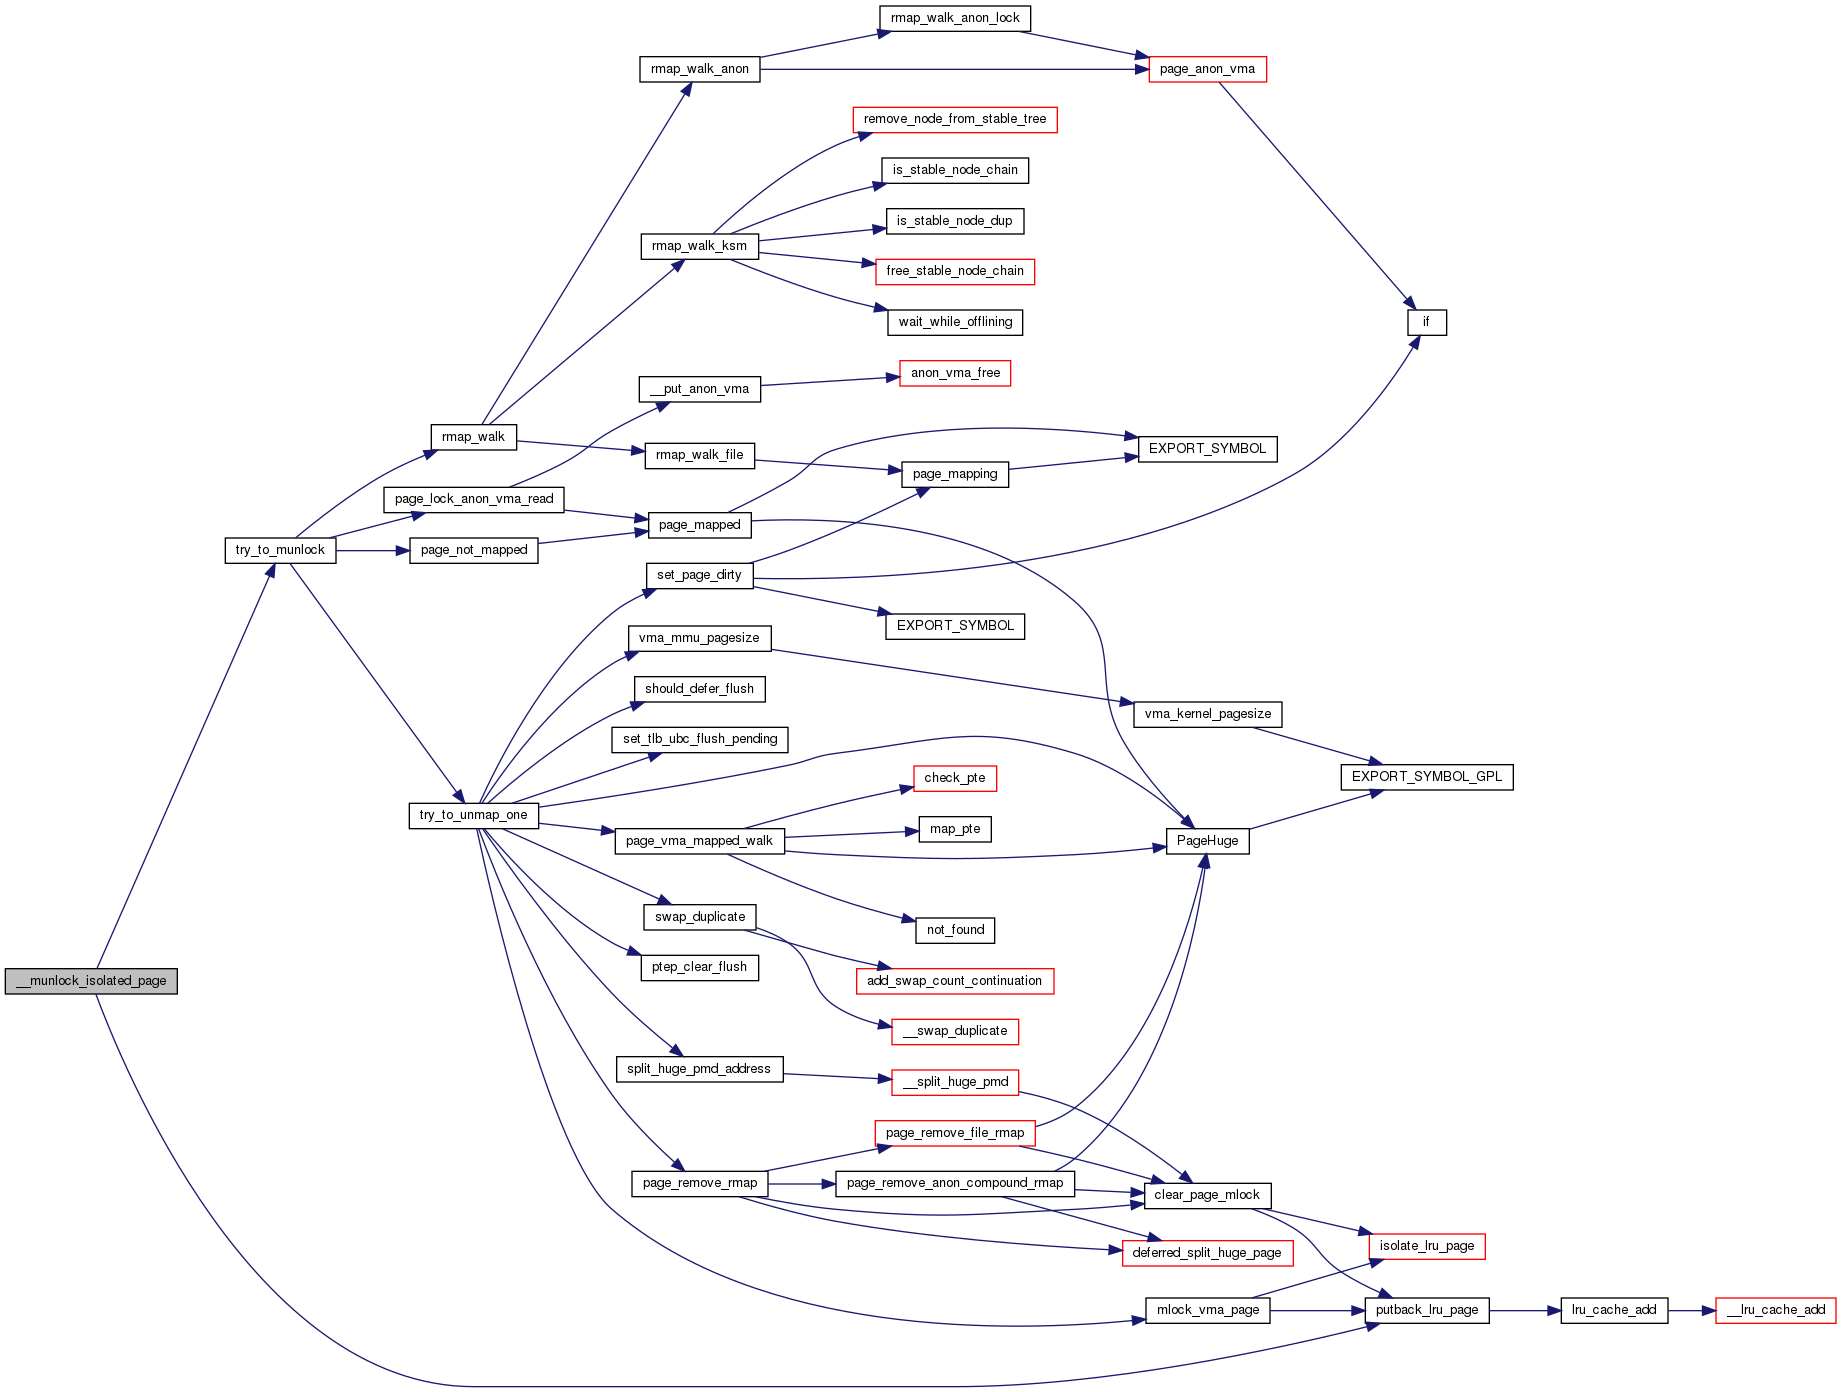 rmap_walk_anon_lock
rmap_walk_anon
page_anon_vma
remove_node_from_stable_tree
is_stable_node_chain
is_stable_node_dup
rmap_walk_ksm
free_stable_node_chain
wait_while_offlining
if
anon_vma_free
__put_anon_vma
rmap_walk
rmap_walk_file
EXPORT_SYMBOL
page_mapping
page_lock_anon_vma_read
page_mapped
try_to_munlock
page_not_mapped
set_page_dirty
EXPORT_SYMBOL
vma_mmu_pagesize
should_defer_flush
vma_kernel_pagesize
set_tlb_ubc_flush_pending
check_pte
EXPORT_SYMBOL_GPL
try_to_unmap_one
map_pte
page_vma_mapped_walk
PageHuge
swap_duplicate
not_found
ptep_clear_flush
__munlock_isolated_page
add_swap_count_continuation
__swap_duplicate
split_huge_pmd_address
__split_huge_pmd
page_remove_file_rmap
page_remove_rmap
page_remove_anon_compound_rmap
clear_page_mlock
deferred_split_huge_page
isolate_lru_page
mlock_vma_page
putback_lru_page
lru_cache_add
__lru_cache_add